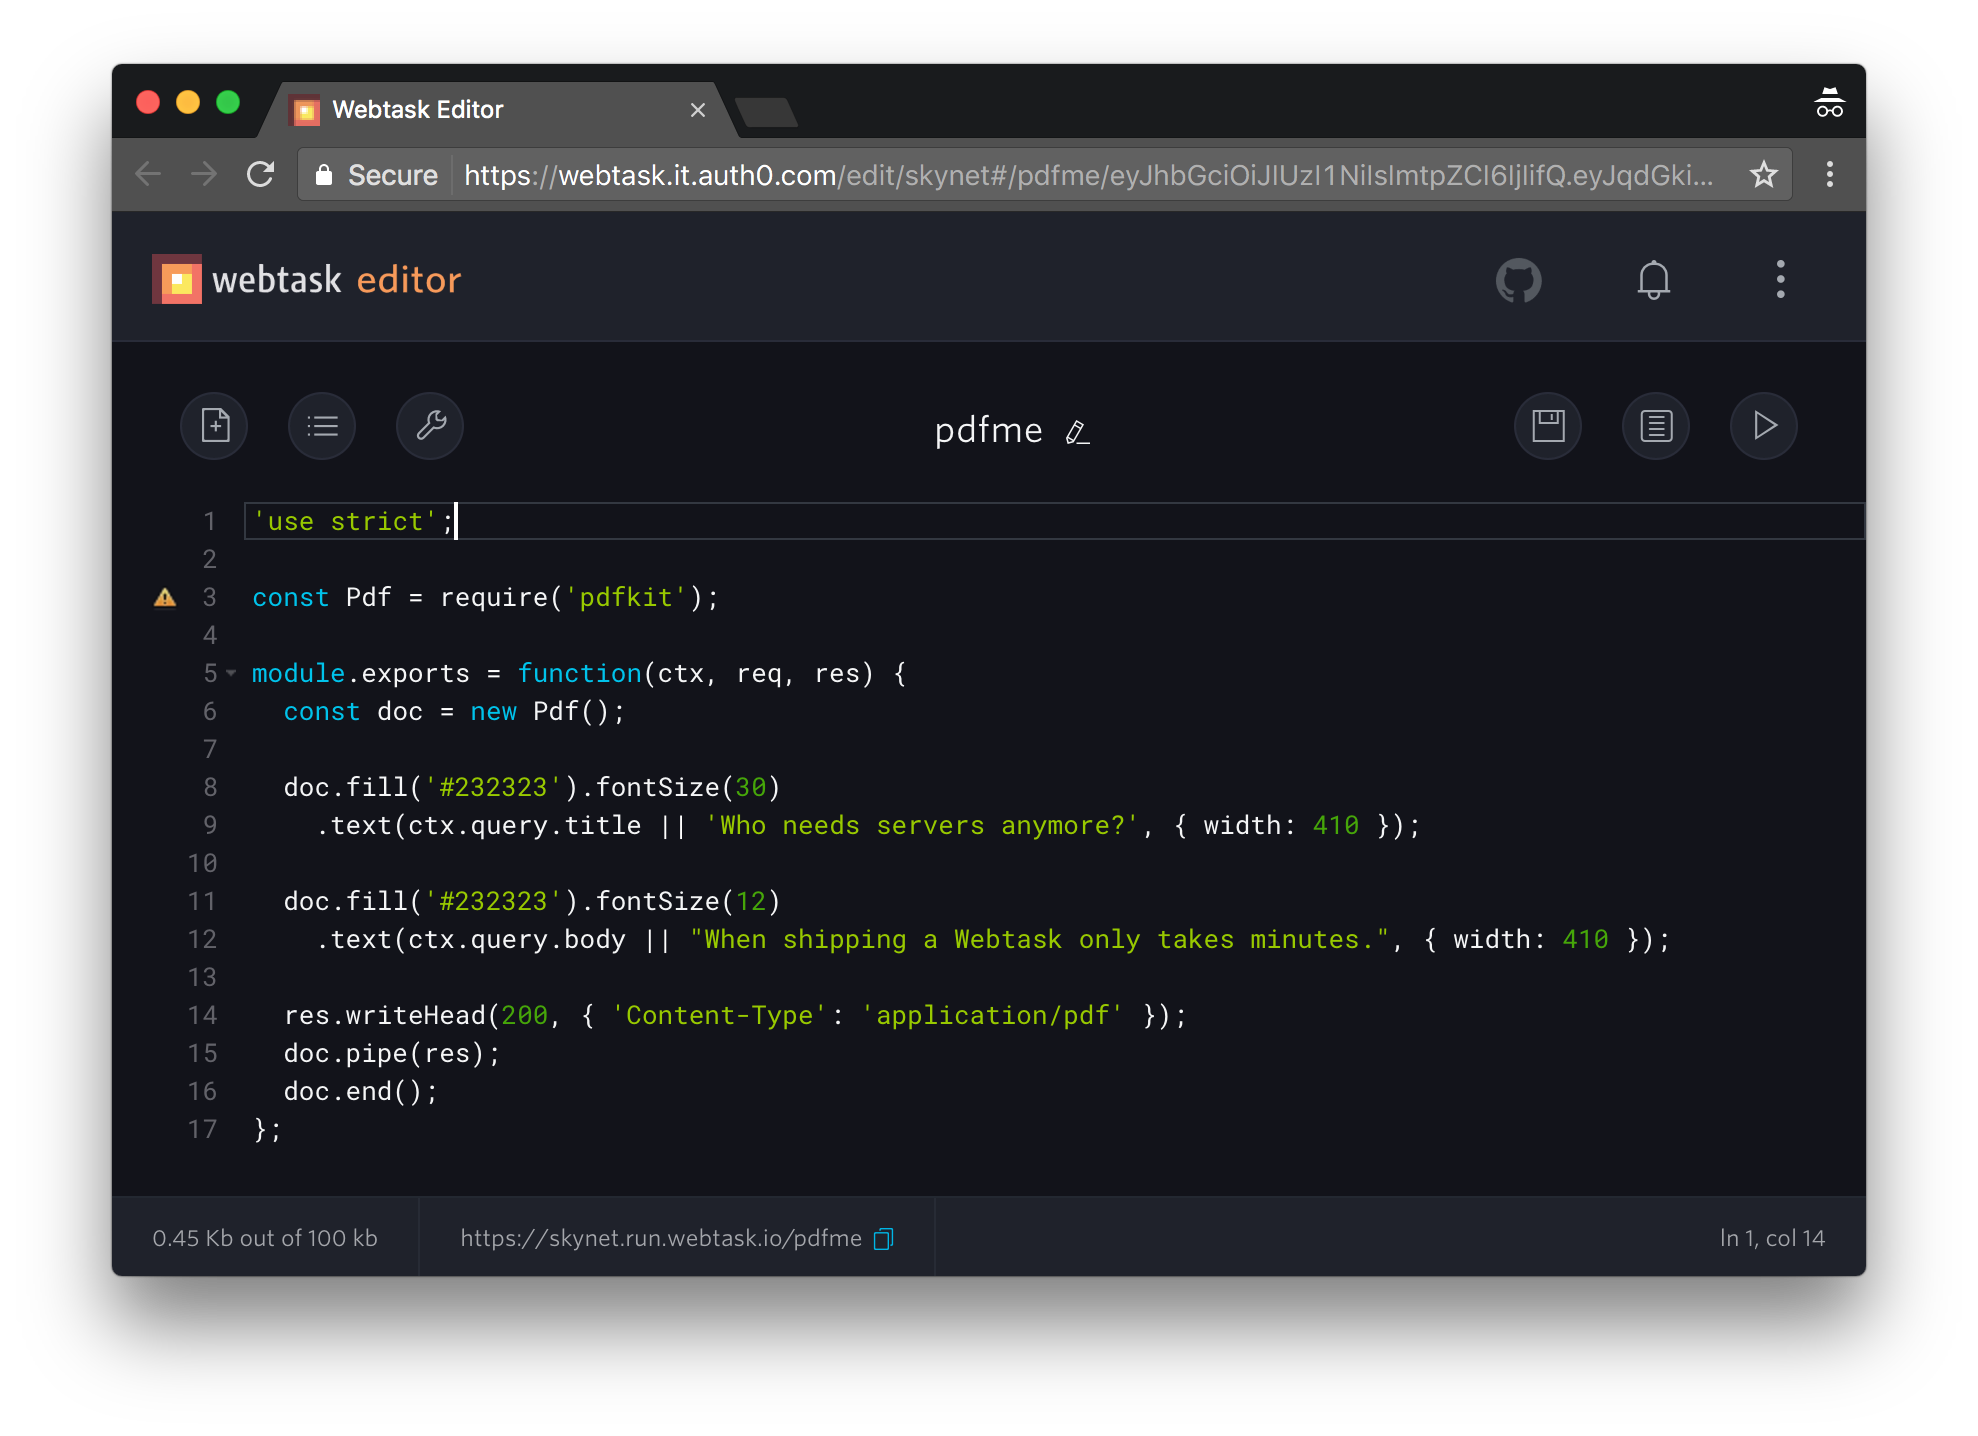 Webtask Editor
Secure https://webtask.it.auth0.com/edit/skynet#/pdfme/eyJhbGciOiJIUzI1NiIsImtpZCI6IjIifQ.eyJqdGki...
webtask editor
pdfme
1 'use strict';
2
3 const Pdf = require('pdfkit');
4
5 module.exports = function(ctx, req, res) {
6 const doc = new Pdf();
7
8 doc.fill('#232323').fontSize(30)
9 .text(ctx.query.title || 'Who needs servers anymore?', { width: 410 });
10
11 doc.fill('#232323').fontSize(12)
12 .text(ctx.query.body || "When shipping a Webtask only takes minutes.", { width: 410 });
13
14 res.writeHead(200, { 'Content-Type': 'application/pdf' });
15 doc.pipe(res);
16 doc.end();
17 };
0.45 Kb out of 100 kb
https://skynet.run.webtask.io/pdfme
ln 1, col 14